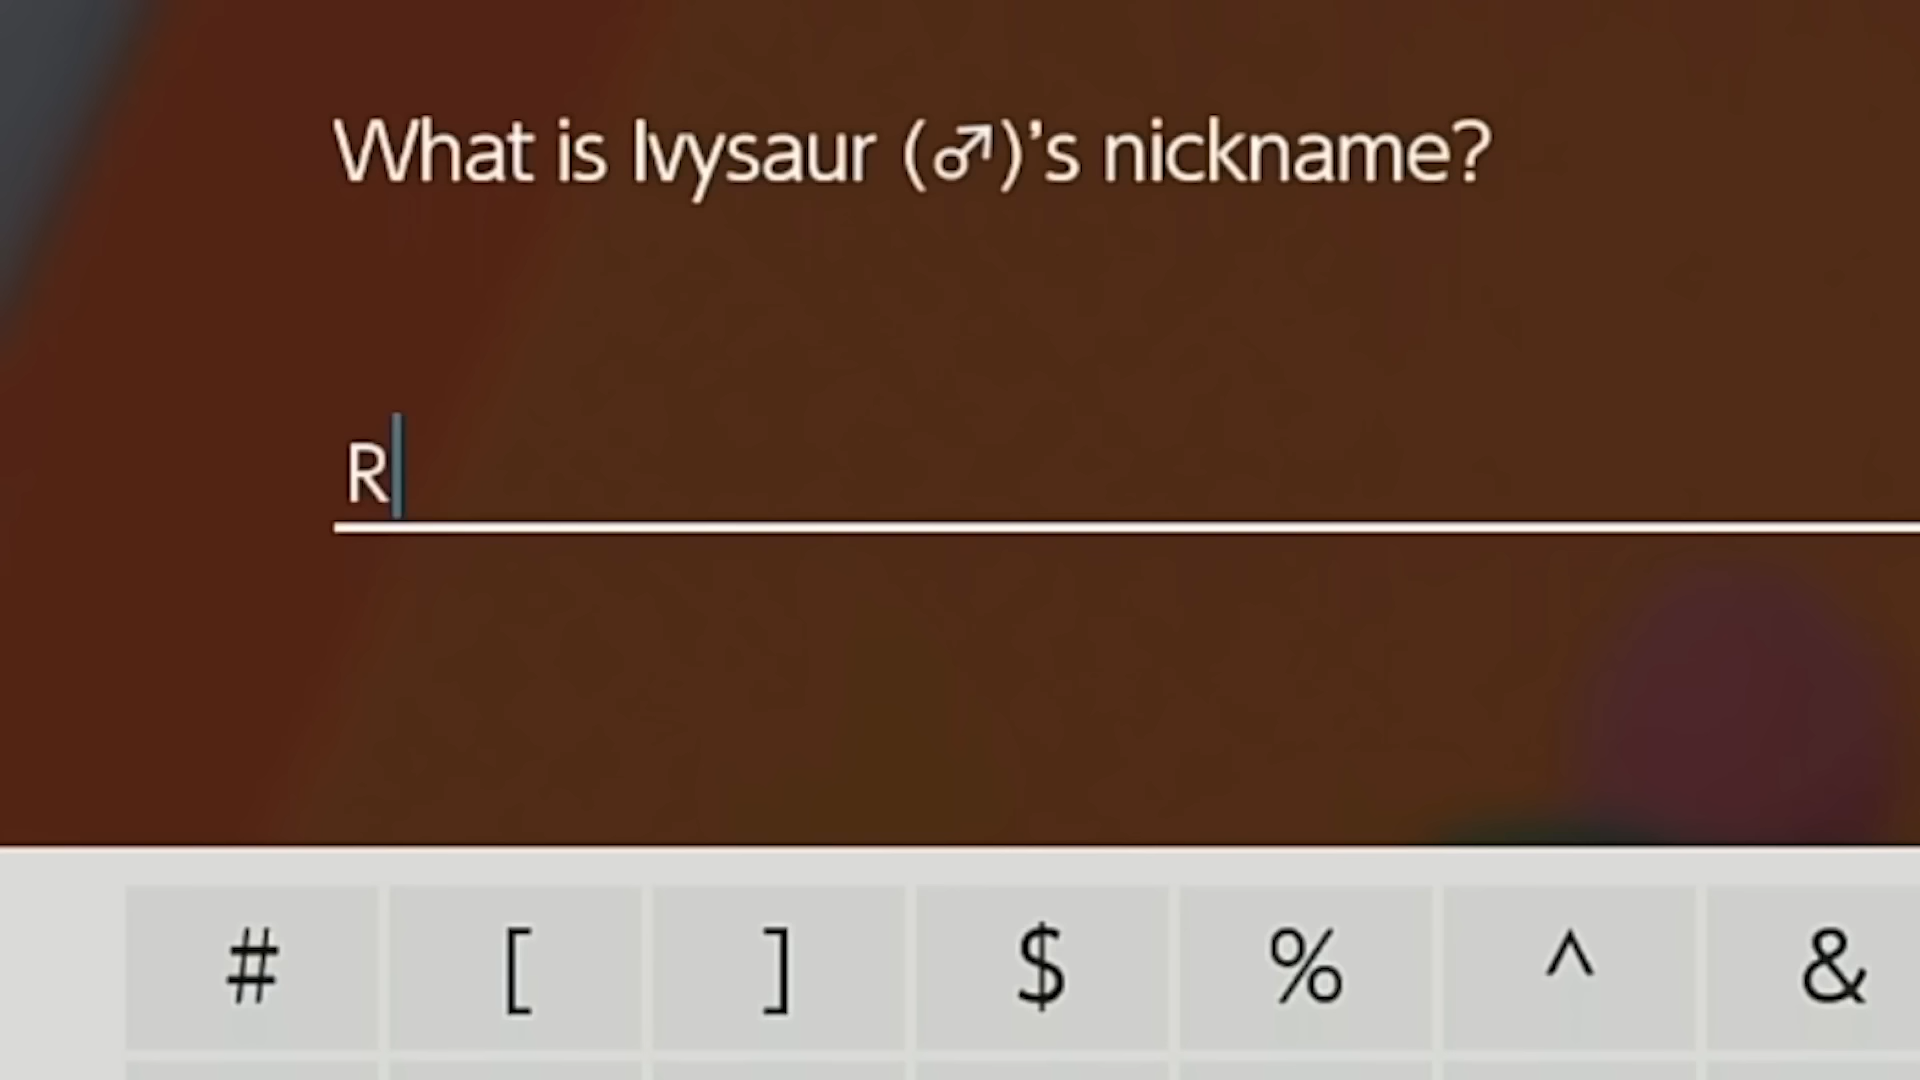 What is Ivysaur (♂)’s nickname?
R
# [ ] $ % ^ &